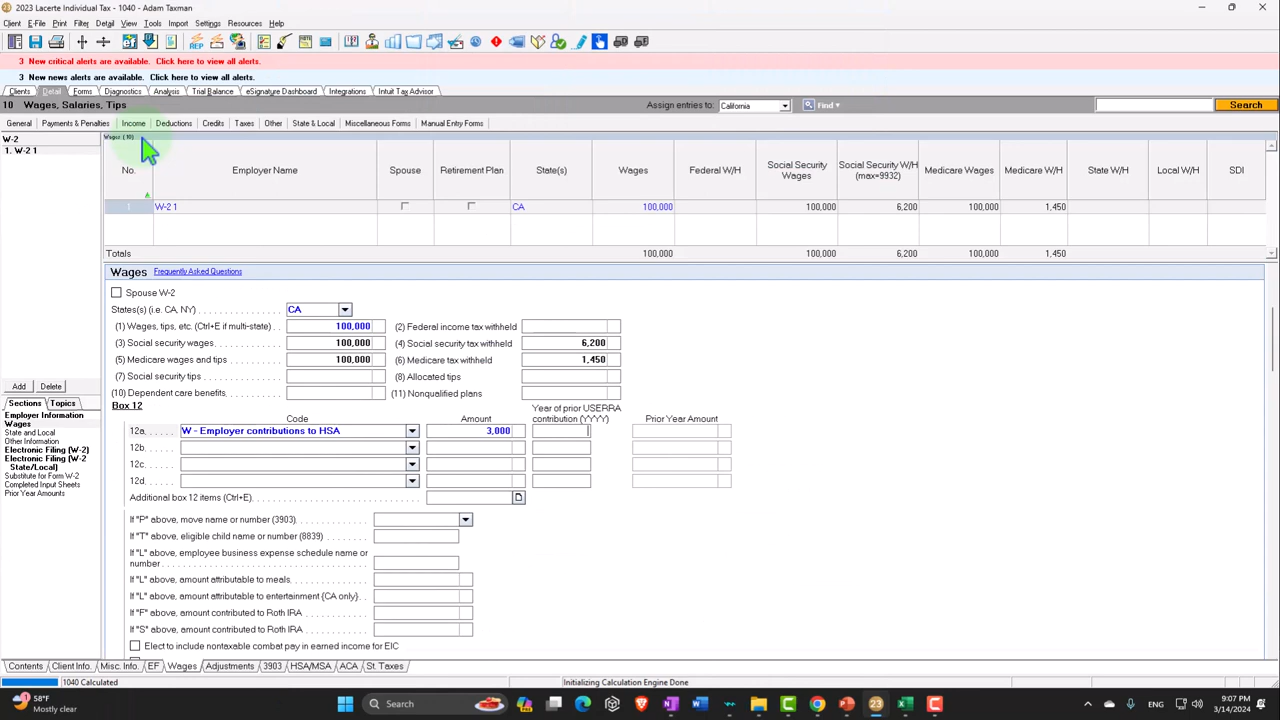 2023 Lacerte Individual Tax - 1040 - Adam Taxman
Client E-File Print Filter Detail View Tools Import Settings Resources Help
3 New critical alerts are available. Click here to view all alerts.
3 New news alerts are available. Click here to view all alerts.
Clients Detail Forms Diagnostics Analysis Trial Balance eSignature Dashboard Integrations Intuit Tax Advisor
10 Wages, Salaries, Tips Assign entries to: California Find Search
General Payments & Penalties Income Deductions Credits Taxes Other State & Local Miscellaneous Forms Manual Entry Forms
W-2
1. W-2 1
Add Delete
Sections Topics
Employer Information
Wages
State and Local
Other Information
Electronic Filing (W-2)
Electronic Filing (W-2 State/Local)
Substitute for Form W-2
Completed Input Sheets
Prior Year Amounts
Wages (10)
No. Employer Name Spouse Retirement Plan State(s) Wages Federal W/H Social Security Wages Social Security W/H (max=9932) Medicare Wages Medicare W/H State W/H Local W/H SDI
1 W-2 1 CA 100,000 100,000 6,200 100,000 1,450
Totals 100,000 100,000 6,200 100,000 1,450
Wages Frequently Asked Questions
Spouse W-2
States(s) (i.e. CA, NY) CA
(1) Wages, tips, etc. (Ctrl+E if multi-state) 100,000 (2) Federal income tax withheld
(3) Social security wages 100,000 (4) Social security tax withheld 6,200
(5) Medicare wages and tips 100,000 (6) Medicare tax withheld 1,450
(7) Social security tips (8) Allocated tips
(10) Dependent care benefits (11) Nonqualified plans
Box 12
Code Amount Year of prior USERRA contribution (YYYY) Prior Year Amount
12a W - Employer contributions to HSA 3,000
12b
12c
12d
Additional box 12 items (Ctrl+E)
If "P" above, move name or number (3903)
If "T" above, eligible child name or number (8839)
If "L" above, employee business expense schedule name or number
If "L" above, amount attributable to meals
If "L" above, amount attributable to entertainment {CA only}
If "F" above, amount contributed to Roth IRA
If "S" above, amount contributed to Roth IRA
Elect to include nontaxable combat pay in earned income for EIC
Contents Client Info. Misc. Info. EF Wages Adjustments 3903 HSA/MSA ACA St. Taxes
1040 Calculated Initializing Calculation Engine Done
58°F
Mostly clear
Search
ENG
9:07 PM
3/14/2024